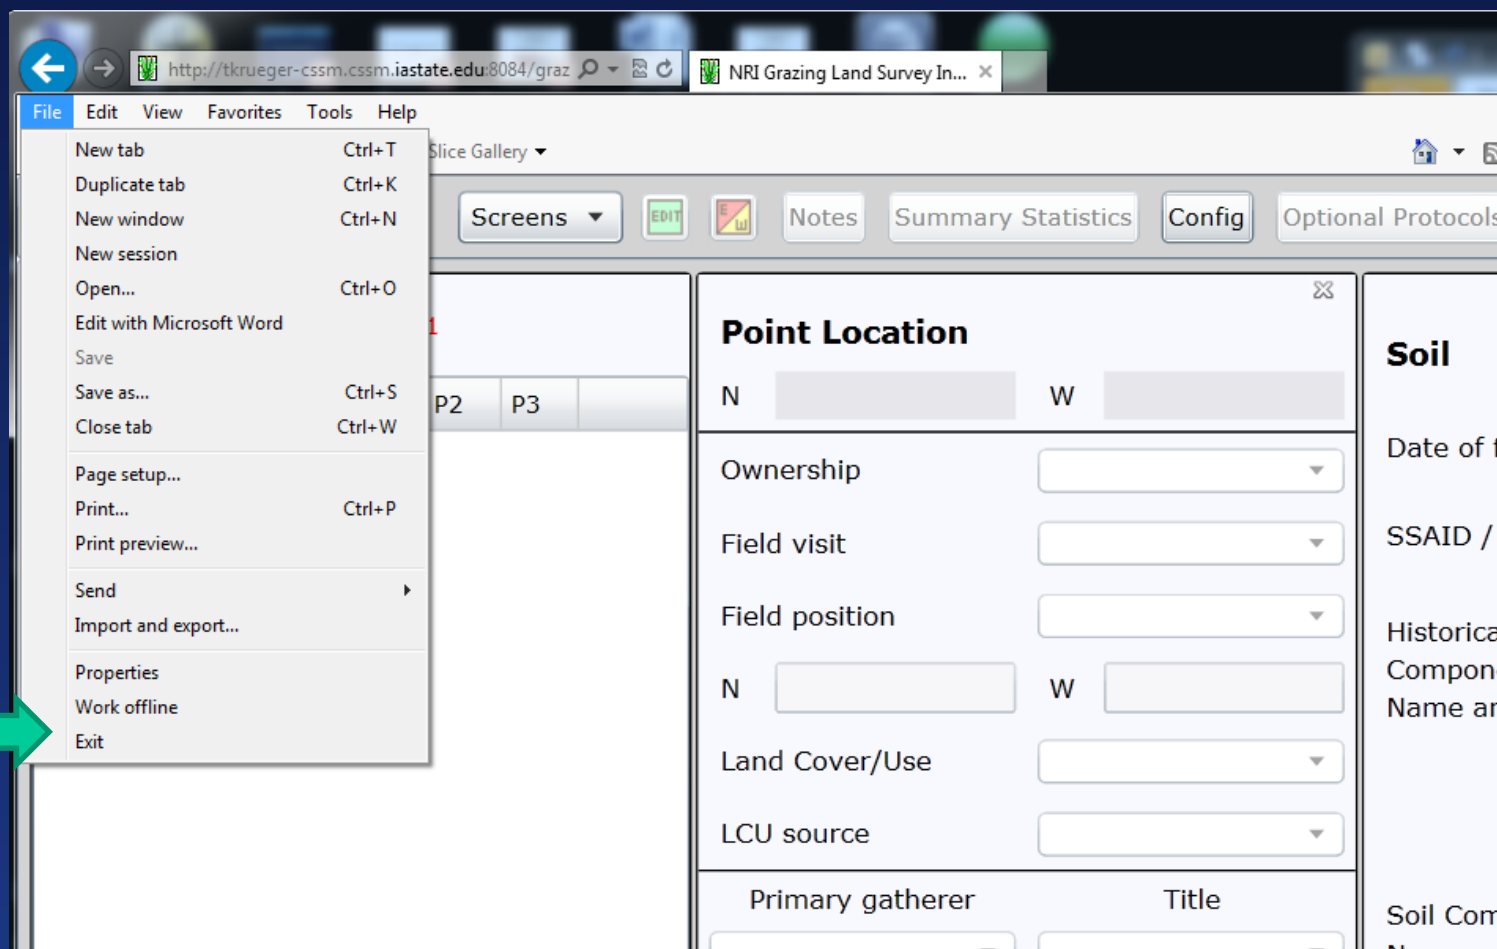 http://tkrueger-cssm.cssm.iastate.edu:8084/graz
NRI Grazing Land Survey In...
File Edit View Favorites Tools Help
Slice Gallery
New tab Ctrl+T
Duplicate tab Ctrl+K
New window Ctrl+N
New session
Open... Ctrl+O
Edit with Microsoft Word
Save
Save as... Ctrl+S
Close tab Ctrl+W
Page setup...
Print... Ctrl+P
Print preview...
Send
Import and export...
Properties
Work offline
Exit
Screens EDIT E W Notes Summary Statistics Config Optional Protocols
1
P2 P3
Point Location
N W
Ownership
Field visit
Field position
N W
Land Cover/Use
LCU source
Primary gatherer Title
Soil
Date of f
SSAID /
Historica
Compon
Name an
Soil Com